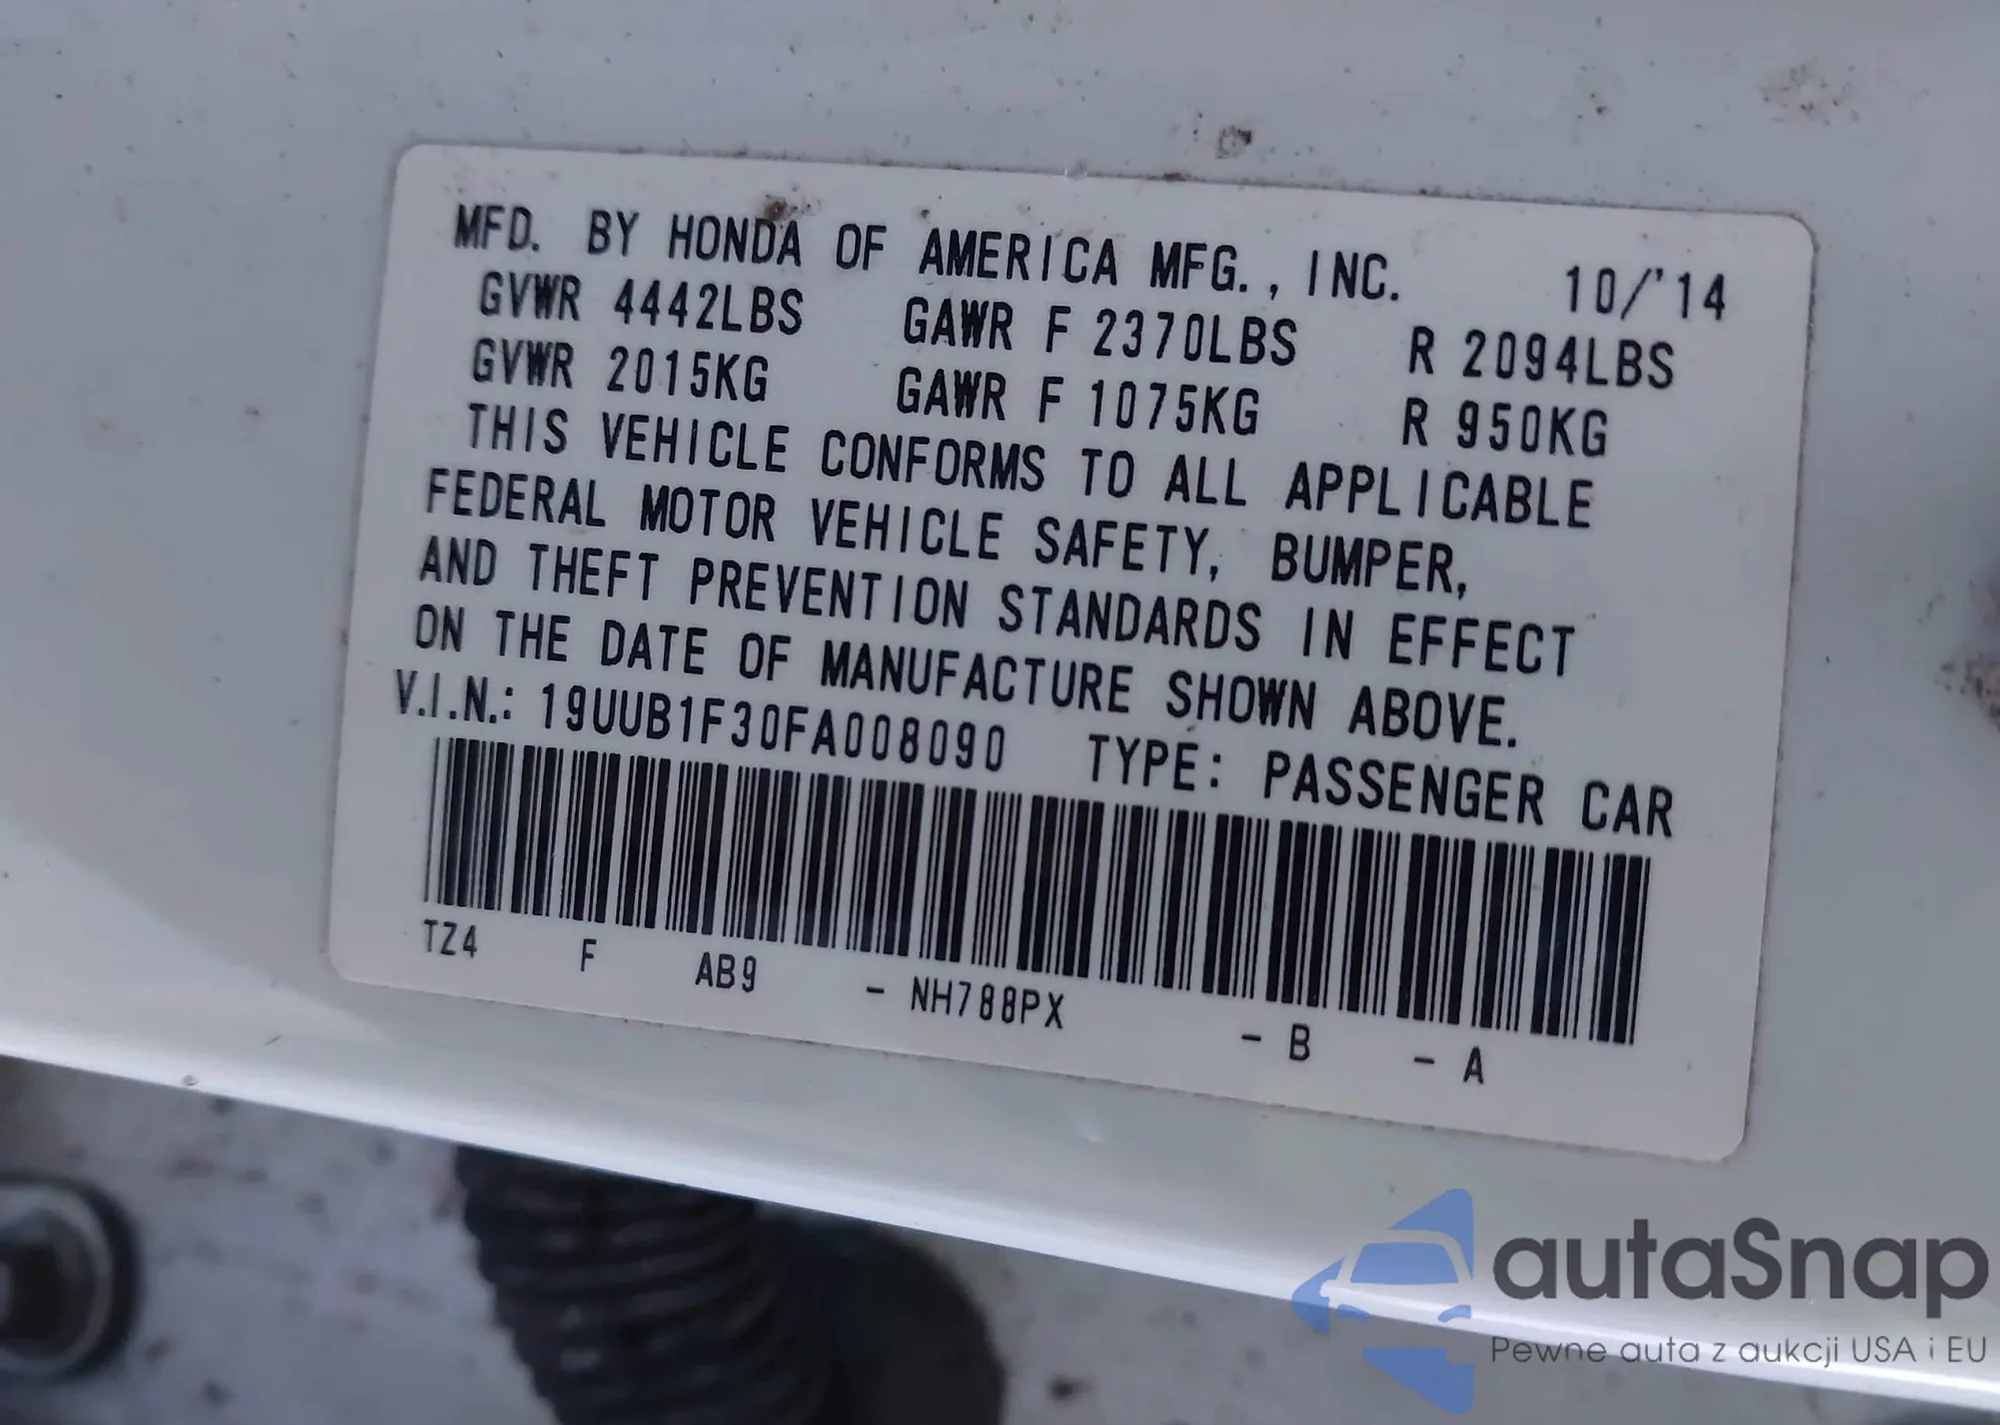 MFD. BY HONDA OF AMERICA MFG., INC. 10/'14
GVWR 4442LBS GAWR F 2370LBS R 2094LBS
GVWR 2015KG GAWR F 1075KG R 950KG
THIS VEHICLE CONFORMS TO ALL APPLICABLE
FEDERAL MOTOR VEHICLE SAFETY, BUMPER,
AND THEFT PREVENTION STANDARDS IN EFFECT
ON THE DATE OF MANUFACTURE SHOWN ABOVE.
V.I.N.: 19UUB1F30FA008090 TYPE: PASSENGER CAR
TZ4 F AB9 - NH788PX - B - A
autaSnap
Pewne auta z aukcji USA i EU